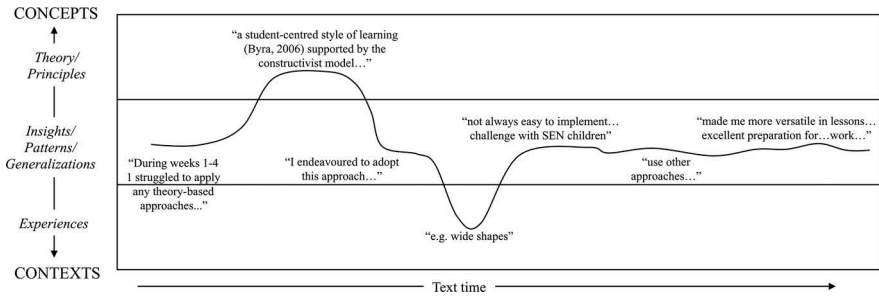 CONCEPTS
Theory/
Principles
Insights/
Patterns/
Generalizations
Experiences
CONTEXTS
“During weeks 1-4
1 struggled to apply
any theory-based
approaches...”
“a student-centred style of learning
(Byra, 2006) supported by the
constructivist model…”
“I endeavoured to adopt
this approach…”
“e.g. wide shapes”
“not always easy to implement…
challenge with SEN children”
“use other
approaches…”
“made me more versatile in lessons…
excellent preparation for…work…”
Text time